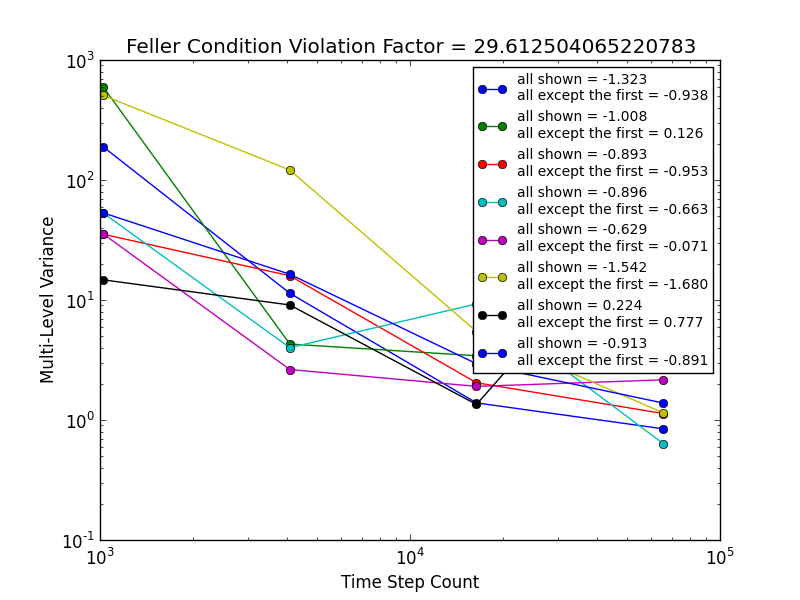 Feller Condition Violation Factor = 29.612504065220783
10^3
10^2
10^1
10^0
10^-1
Multi-Level Variance
all shown = -1.323
all except the first = -0.938
all shown = -1.008
all except the first = 0.126
all shown = -0.893
all except the first = -0.953
all shown = -0.896
all except the first = -0.663
all shown = -0.629
all except the first = -0.071
all shown = -1.542
all except the first = -1.680
all shown = 0.224
all except the first = 0.777
all shown = -0.913
all except the first = -0.891
10^3
10^4
10^5
Time Step Count